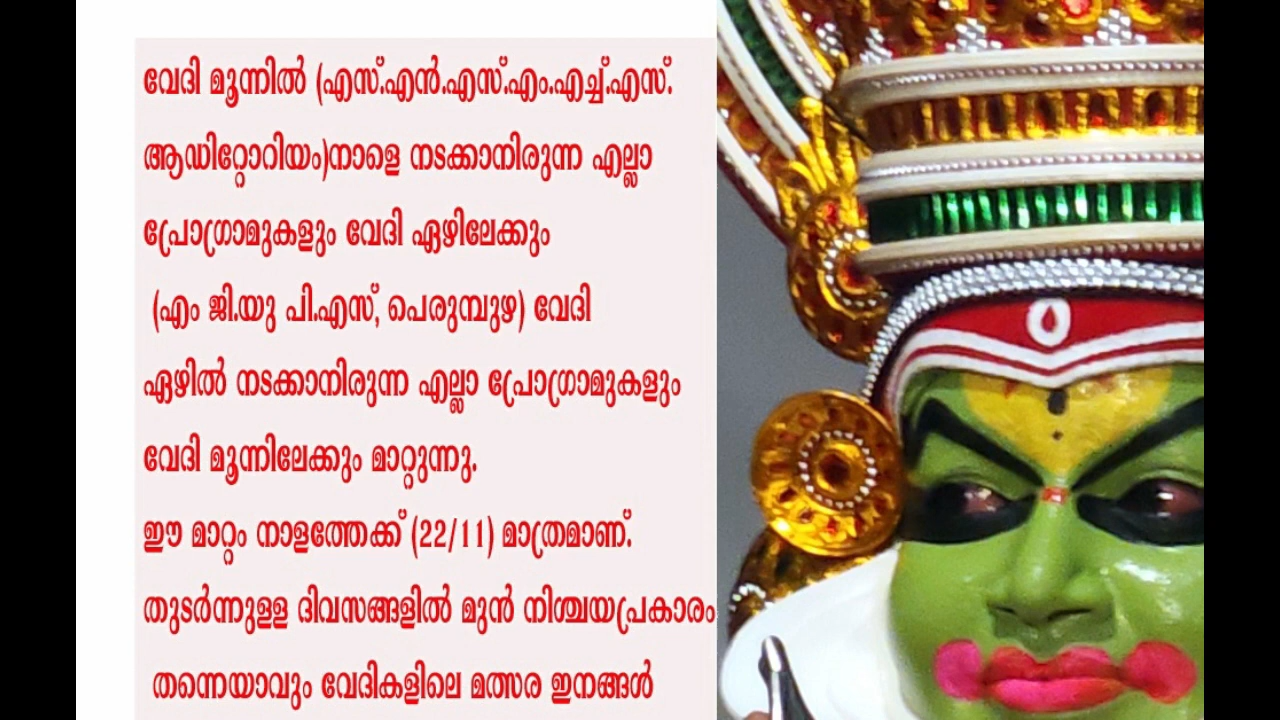 വേദി മൂന്നിൽ (എസ്.എൻ.എസ്.എം.എച്ച്.എസ്.
ആഡിറ്റോറിയം)നാളെ നടക്കാനിരുന്ന എല്ലാ
പ്രോഗ്രാമുകളും വേദി ഏഴിലേക്കും
(എം ജി.യു പി.എസ്, പെരുമ്പുഴ) വേദി
ഏഴിൽ നടക്കാനിരുന്ന എല്ലാ പ്രോഗ്രാമുകളും
വേദി മൂന്നിലേക്കും മാറ്റുന്നു.
ഈ മാറ്റം നാളത്തേക്ക് (22/11) മാത്രമാണ്.
തുടർന്നുള്ള ദിവസങ്ങളിൽ മുൻ നിശ്ചയപ്രകാരം
തന്നെയാവും വേദികളിലെ മത്സര ഇനങ്ങൾ